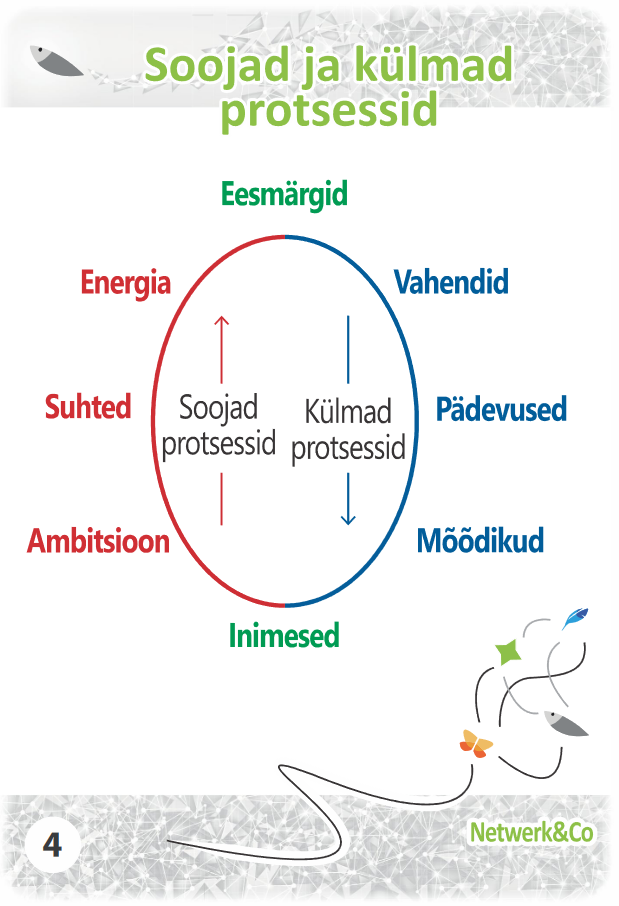 Soojad ja külmad
protsessid
Eesmärgid
Energia
Vahendid
Suhted
Soojad
protsessid
Külmad
protsessid
Pädevused
Ambitsioon
Mõõdikud
Inimesed
4
Netwerk&Co